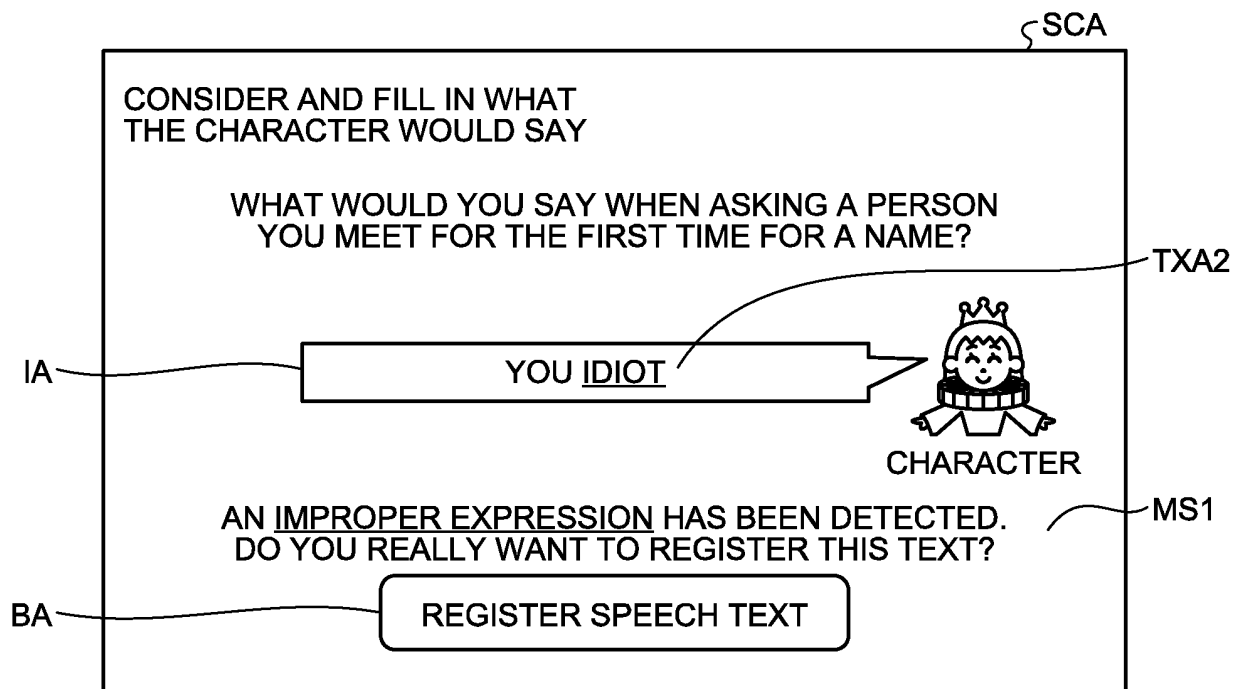 SCA
CONSIDER AND FILL IN WHAT
THE CHARACTER WOULD SAY
WHAT WOULD YOU SAY WHEN ASKING A PERSON
YOU MEET FOR THE FIRST TIME FOR A NAME?
TXA2
IA
YOU IDIOT
CHARACTER
AN IMPROPER EXPRESSION HAS BEEN DETECTED.
MS1
DO YOU REALLY WANT TO REGISTER THIS TEXT?
BA
REGISTER SPEECH TEXT